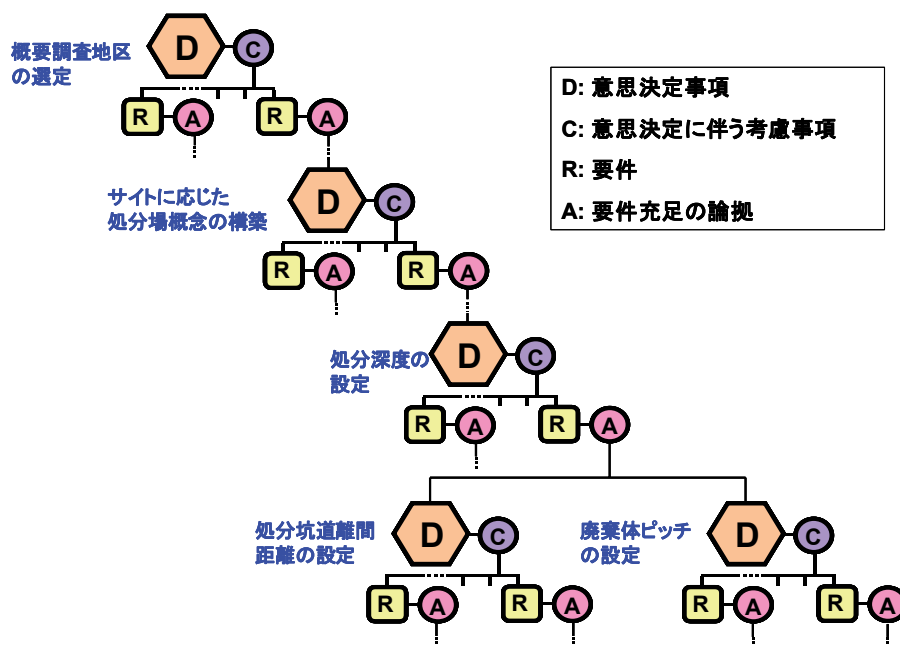 D
C
概要調査地区
の選定
R
A
R
A
D: 意思決定事項
C: 意思決定に伴う考慮事項
R: 要件
A: 要件充足の論拠
サイトに応じた
処分場概念の構築
D
C
R
A
R
A
処分深度の
設定
D
C
R
A
R
A
処分坑道離間
距離の設定
D
C
廃棄体ピッチ
の設定
D
C
R
A
R
A
R
A
R
A